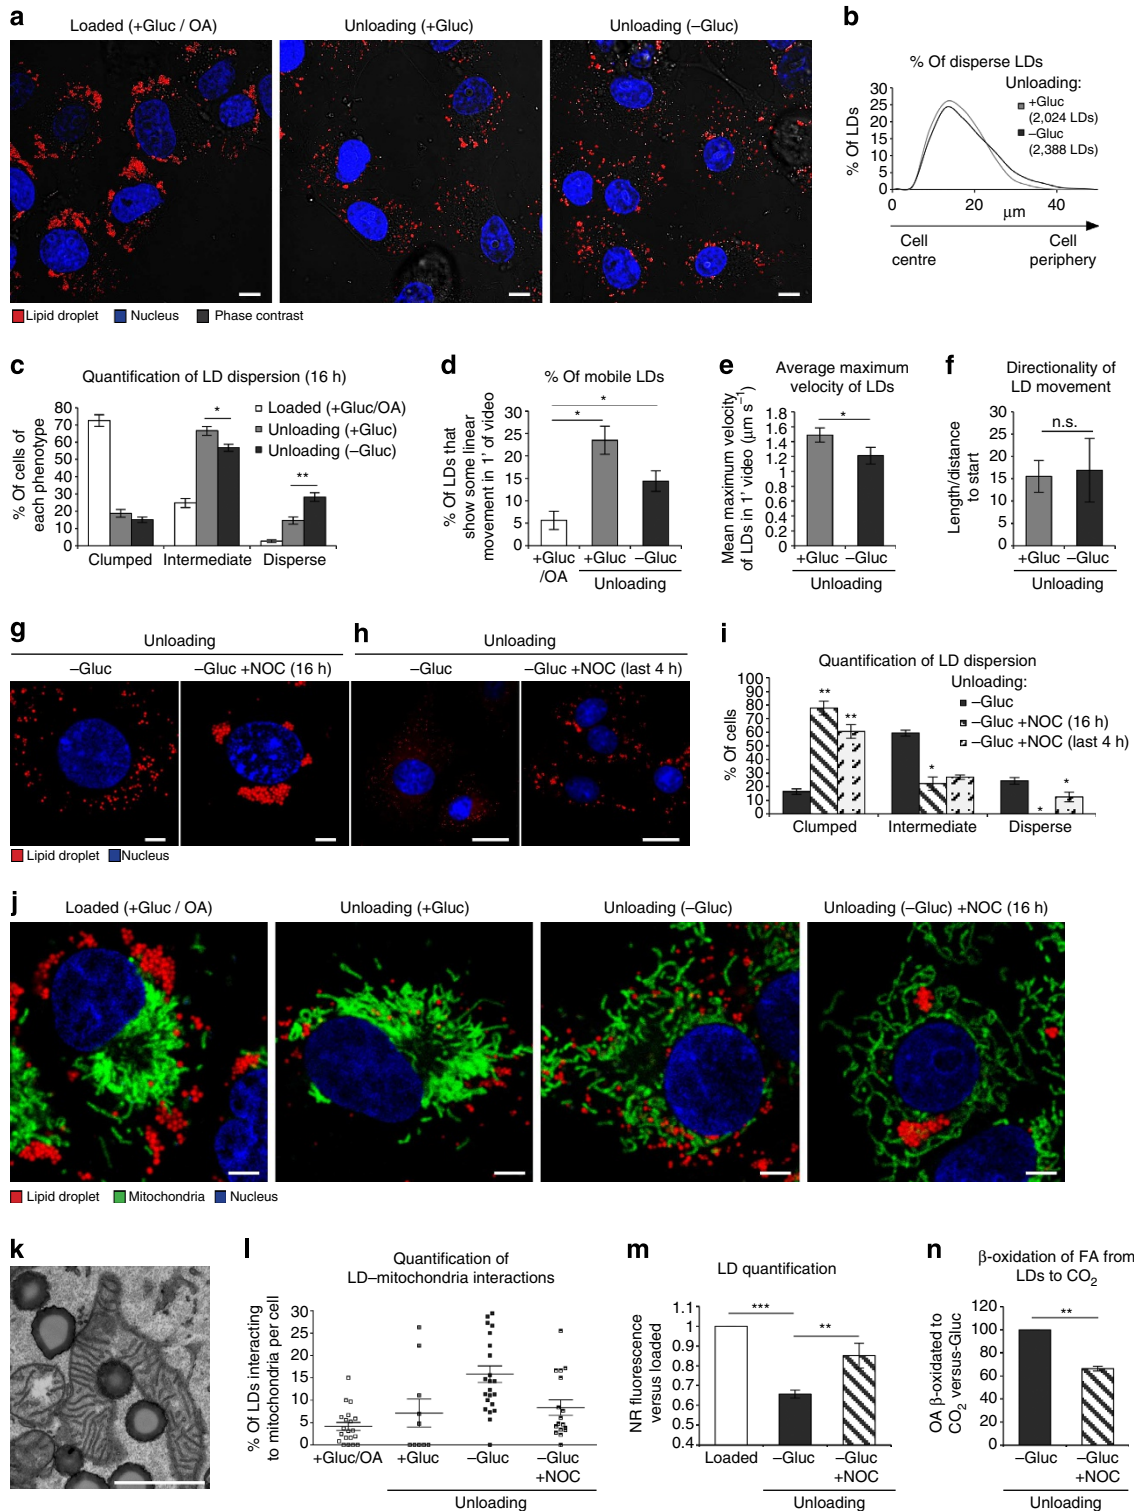 a
Loaded (+Gluc / OA)
Unloading (+Gluc)
Unloading (–Gluc)
Lipid droplet
Nucleus
Phase contrast
b
% Of disperse LDs
Unloading:
+Gluc
(2,024 LDs)
–Gluc
(2,388 LDs)
% Of LDs
30
25
20
15
10
5
0
0
20
μm
40
Cell
centre
Cell
periphery
c
Quantification of LD dispersion (16 h)
Loaded (+Gluc/OA)
Unloading (+Gluc)
Unloading (–Gluc)
% Of cells of
each phenotype
80
70
60
50
40
30
20
10
0
*
**
Clumped
Intermediate
Disperse
d
% Of mobile LDs
% Of LDs that
show some linear
movement in 1' of video
30
25
20
15
10
5
0
*
*
+Gluc
/OA
+Gluc
–Gluc
Unloading
e
Average maximum
velocity of LDs
Mean maximum velocity
of LDs in 1' video (μm s⁻¹)
1.8
1.6
1.4
1.2
1
0.8
0.6
0.4
0.2
0
*
+Gluc
–Gluc
Unloading
f
Directionality of
LD movement
Length/distance
to start
30
25
20
15
10
5
0
n.s.
+Gluc
–Gluc
Unloading
g
Unloading
–Gluc
–Gluc +NOC (16 h)
h
Unloading
–Gluc
–Gluc +NOC (last 4 h)
Lipid droplet
Nucleus
i
Quantification of LD dispersion
Unloading:
–Gluc
–Gluc +NOC (16 h)
–Gluc +NOC (last 4 h)
% Of cells
100
90
80
70
60
50
40
30
20
10
0
**
**
*
*
*
Clumped
Intermediate
Disperse
j
Loaded (+Gluc / OA)
Unloading (+Gluc)
Unloading (–Gluc)
Unloading (–Gluc) +NOC (16 h)
Lipid droplet
Mitochondria
Nucleus
k
l
Quantification of
LD–mitochondria interactions
% Of LDs interacting
to mitochondria per cell
30
25
20
15
10
5
0
+Gluc/OA
+Gluc
–Gluc
–Gluc
+NOC
Unloading
m
LD quantification
NR fluorescence
versus loaded
1.1
1
0.9
0.8
0.7
0.6
0.5
0.4
***
**
Loaded
–Gluc
–Gluc
+NOC
Unloading
n
β-oxidation of FA from
LDs to CO₂
OA β-oxidated to
CO₂ versus-Gluc
120
100
80
60
40
20
0
**
–Gluc
–Gluc
+NOC
Unloading